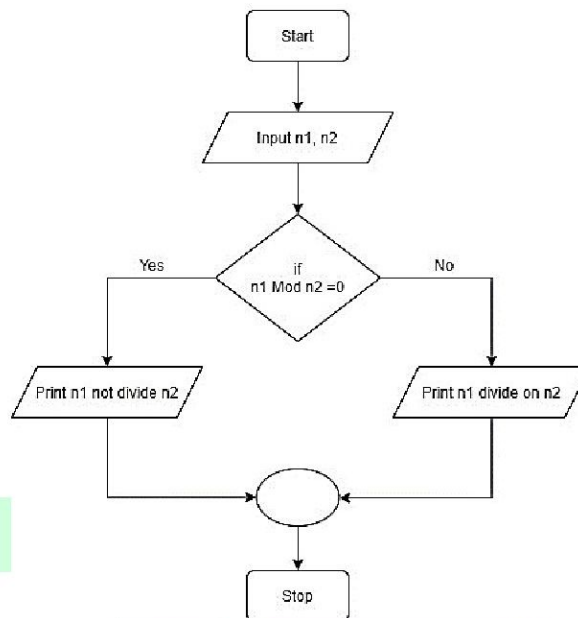 Start
Input n1, n2
if
n1 Mod n2 =0
Yes
No
Print n1 not divide n2
Print n1 divide on n2
Stop